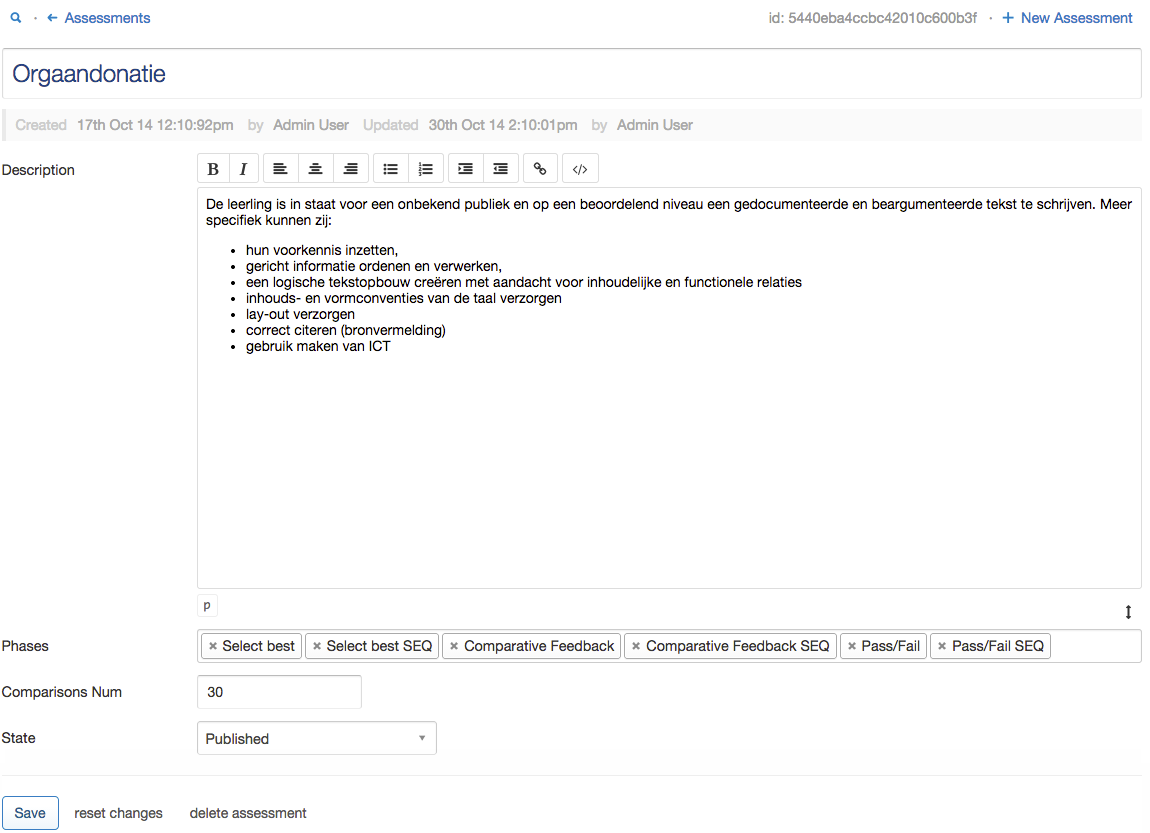 Assessments id: 5440eba4ccbc42010c600b3f · + New Assessment
Orgaandonatie
Created 17th Oct 14 12:10:92pm by Admin User Updated 30th Oct 14 2:10:01pm by Admin User
Description
B I
De leerling is in staat voor een onbekend publiek en op een beoordelend niveau een gedocumenteerde en beargumenteerde tekst te schrijven. Meer
specifiek kunnen zij:
• hun voorkennis inzetten,
• gericht informatie ordenen en verwerken,
• een logische tekstopbouw creëren met aandacht voor inhoudelijke en functionele relaties
• inhouds- en vormconventies van de taal verzorgen
• lay-out verzorgen
• correct citeren (bronvermelding)
• gebruik maken van ICT
p
Phases × Select best × Select best SEQ × Comparative Feedback × Comparative Feedback SEQ × Pass/Fail × Pass/Fail SEQ
Comparisons Num 30
State Published
Save reset changes delete assessment